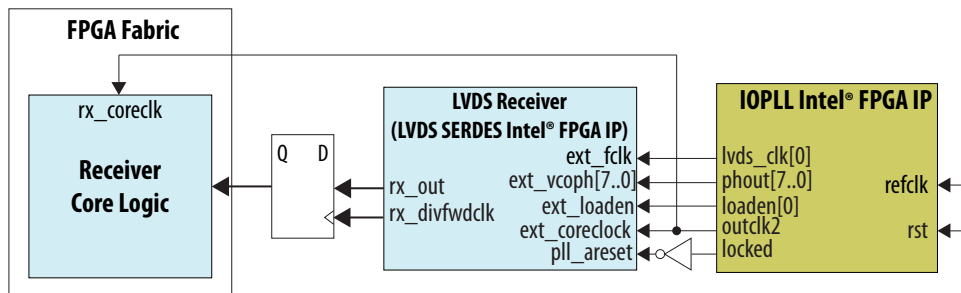 FPGA Fabric
rx_coreclk
Receiver
Core Logic
Q D
LVDS Receiver
(LVDS SERDES Intel® FPGA IP)
ext_fclk
ext_vcoph[7..0]
rx_out
ext_loaden
rx_divfwdclk
ext_coreclock
pll_areset
IOPLL Intel® FPGA IP
lvds_clk[0]
phout[7..0]
refclk
loaden[0]
outclk2
rst
locked